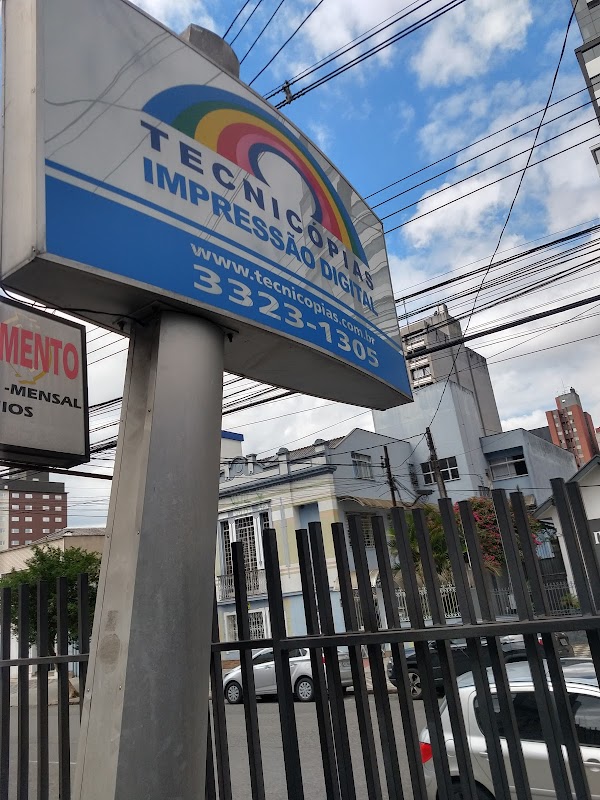 TECNICÓPIAS
IMPRESSÃO DIGITAL
www.tecnicopias.com.br
3323-1305
MENTO
-MENSAL
IOS